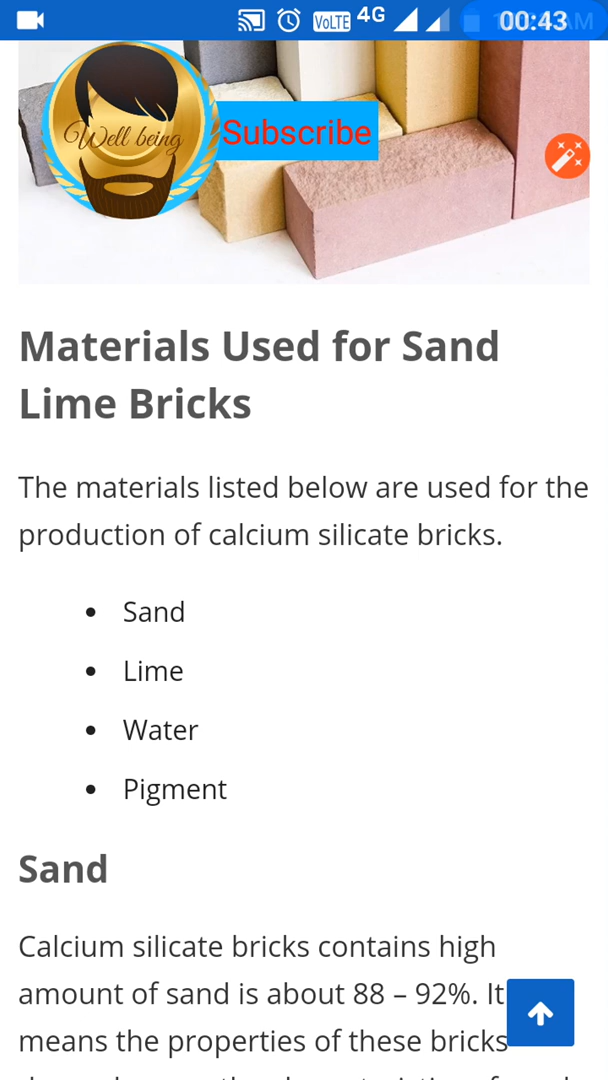 VoLTE 4G 00:43 AM
Well being
Subscribe
Materials Used for Sand
Lime Bricks
The materials listed below are used for the
production of calcium silicate bricks.
• Sand
• Lime
• Water
• Pigment
Sand
Calcium silicate bricks contains high
amount of sand is about 88 – 92%. It
means the properties of these bricks